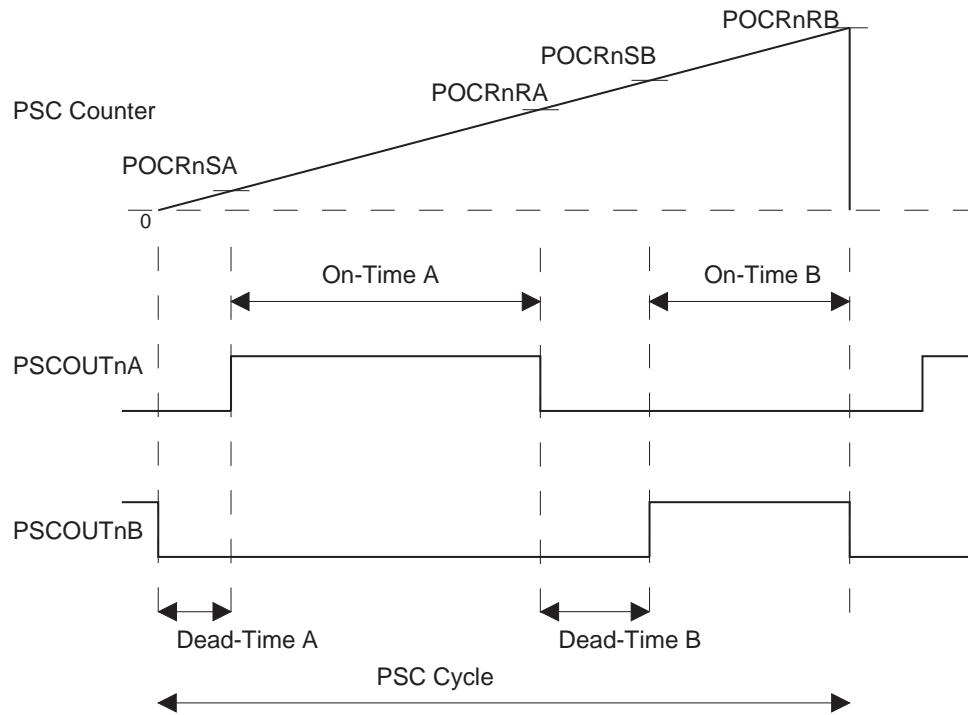 POCRnRB
POCRnSB
POCRnRA
PSC Counter
POCRnSA
0
On-Time A
On-Time B
PSCOUTnA
PSCOUTnB
Dead-Time A
Dead-Time B
PSC Cycle